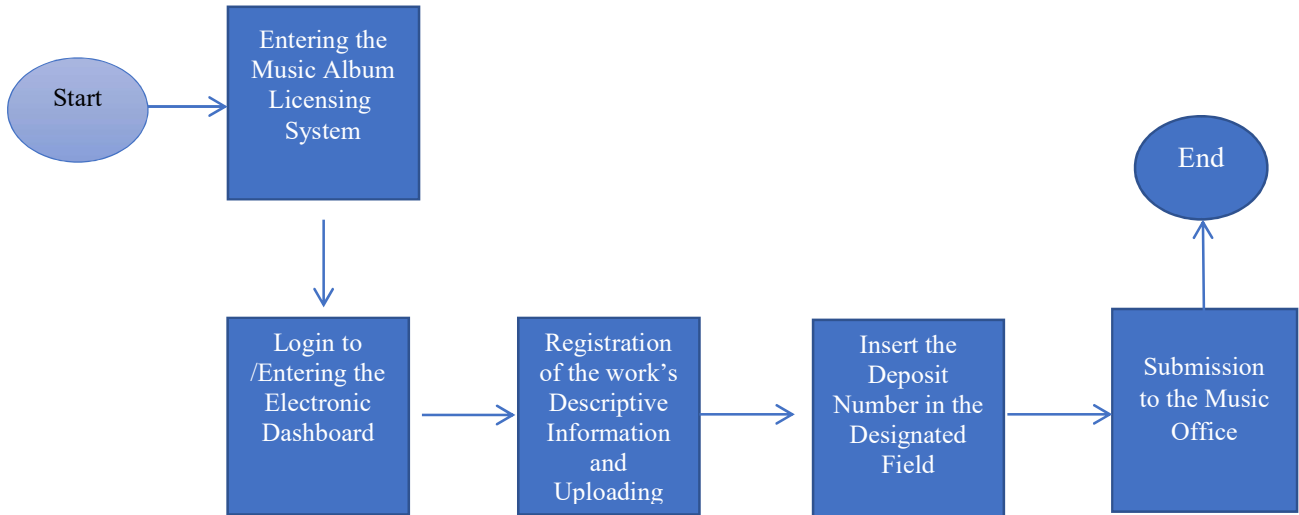 Start
Entering the
Music Album
Licensing
System
Login to
/Entering the
Electronic
Dashboard
Registration
of the work’s
Descriptive
Information
and
Uploading
Insert the
Deposit
Number in the
Designated
Field
Submission
to the Music
Office
End